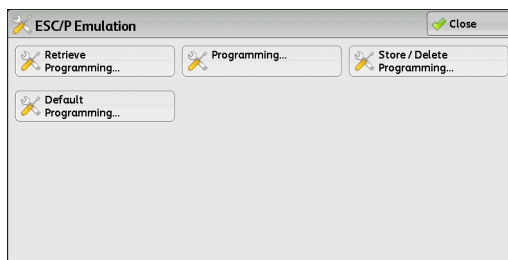 ESC/P Emulation
Close
Retrieve
Programming...
Programming...
Store / Delete
Programming...
Default
Programming...